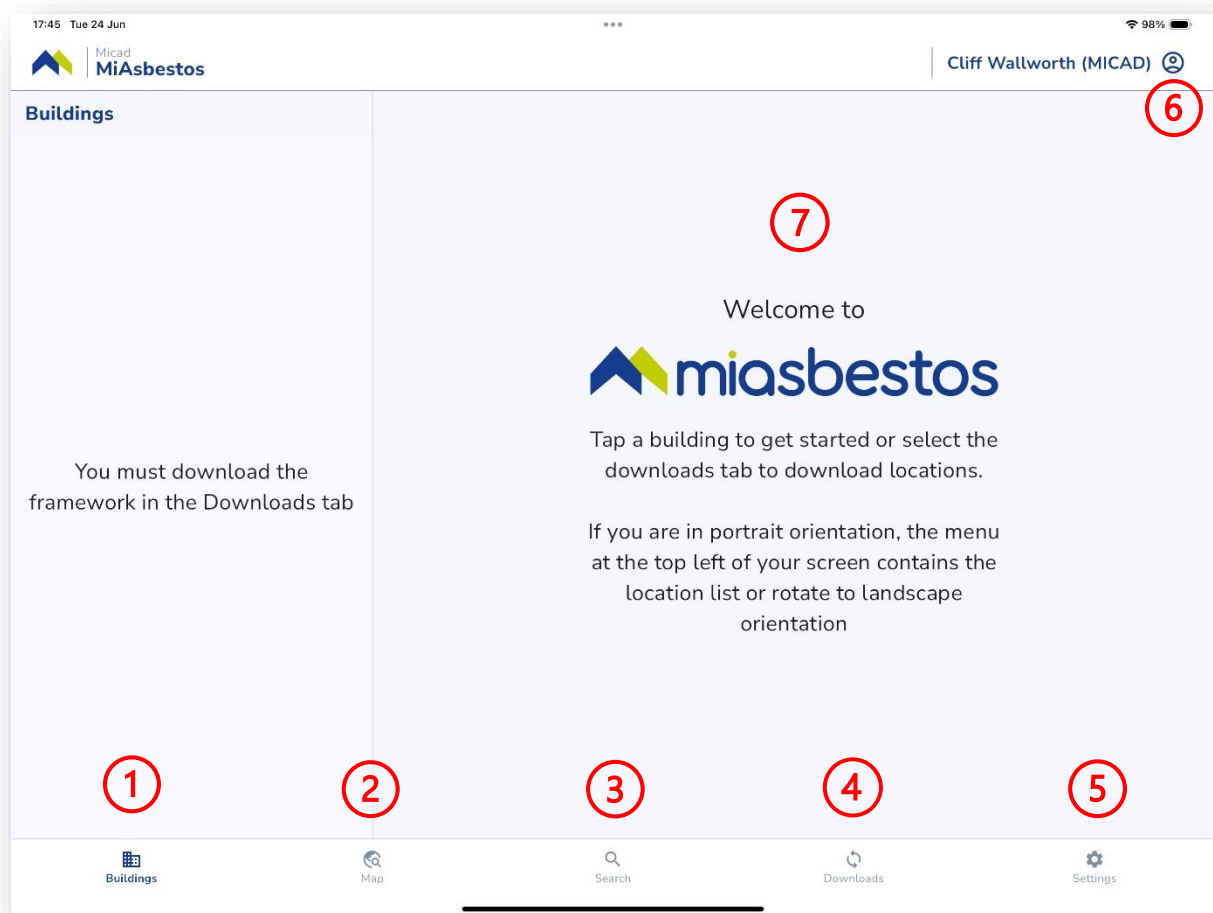 17:45 Tue 24 Jun
98%
Micad
MiAsbestos
Cliff Wallworth (MICAD)
6
Buildings
7
Welcome to
miasbestos
Tap a building to get started or select the
downloads tab to download locations.
You must download the
framework in the Downloads tab
If you are in portrait orientation, the menu
at the top left of your screen contains the
location list or rotate to landscape
orientation
1
2
3
4
5
Buildings
Map
Search
Downloads
Settings